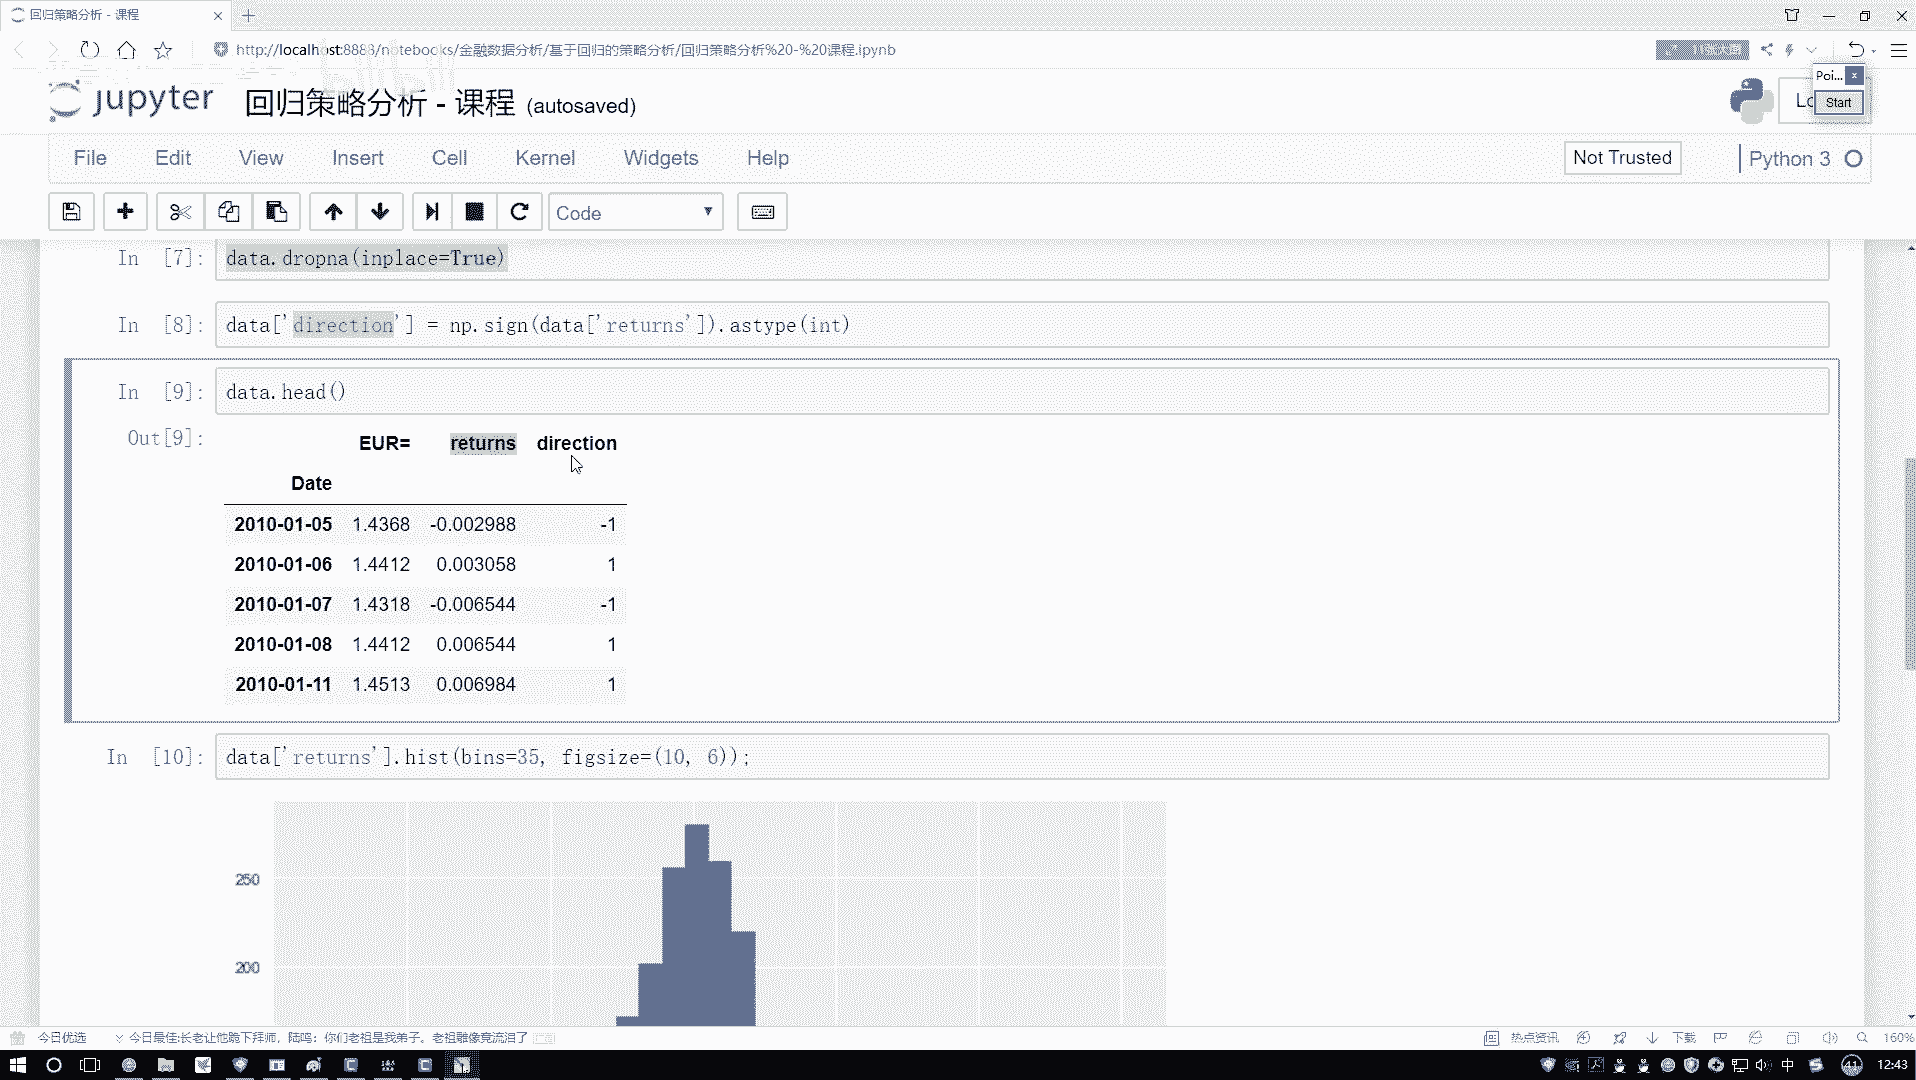 回归策略分析 - 课程
http://localhost:8888/notebooks/金融数据分析/基于回归的策略分析/回归策略分析%20-%20课程.ipynb
Poi...
Start
jupyter 回归策略分析 - 课程 (autosaved)
File Edit View Insert Cell Kernel Widgets Help
Not Trusted
Python 3
Code
In [7]: data.dropna(inplace=True)
In [8]: data['direction'] = np.sign(data['returns']).astype(int)
In [9]: data.head()
Out[9]:
EUR= returns direction
Date
2010-01-05 1.4368 -0.002988 -1
2010-01-06 1.4412 0.003058 1
2010-01-07 1.4318 -0.006544 -1
2010-01-08 1.4412 0.006544 1
2010-01-11 1.4513 0.006984 1
In [10]: data['returns'].hist(bins=35, figsize=(10, 6));
250
200
今日优选
今日最佳:长老让他跪下拜师，陆鸣：你们老祖是我弟子。老祖雕像竟流泪了
热点资讯
下载
160%
中
41
12:43